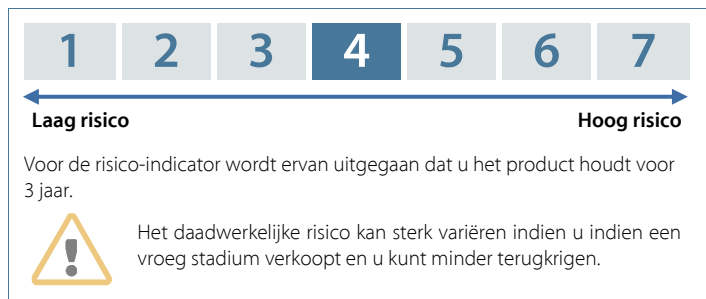 1 2 3 4 5 6 7
Laag risico Hoog risico
Voor de risico-indicator wordt ervan uitgegaan dat u het product houdt voor
3 jaar.
Het daadwerkelijke risico kan sterk variëren indien u indien een
vroeg stadium verkoopt en u kunt minder terugkrigen.